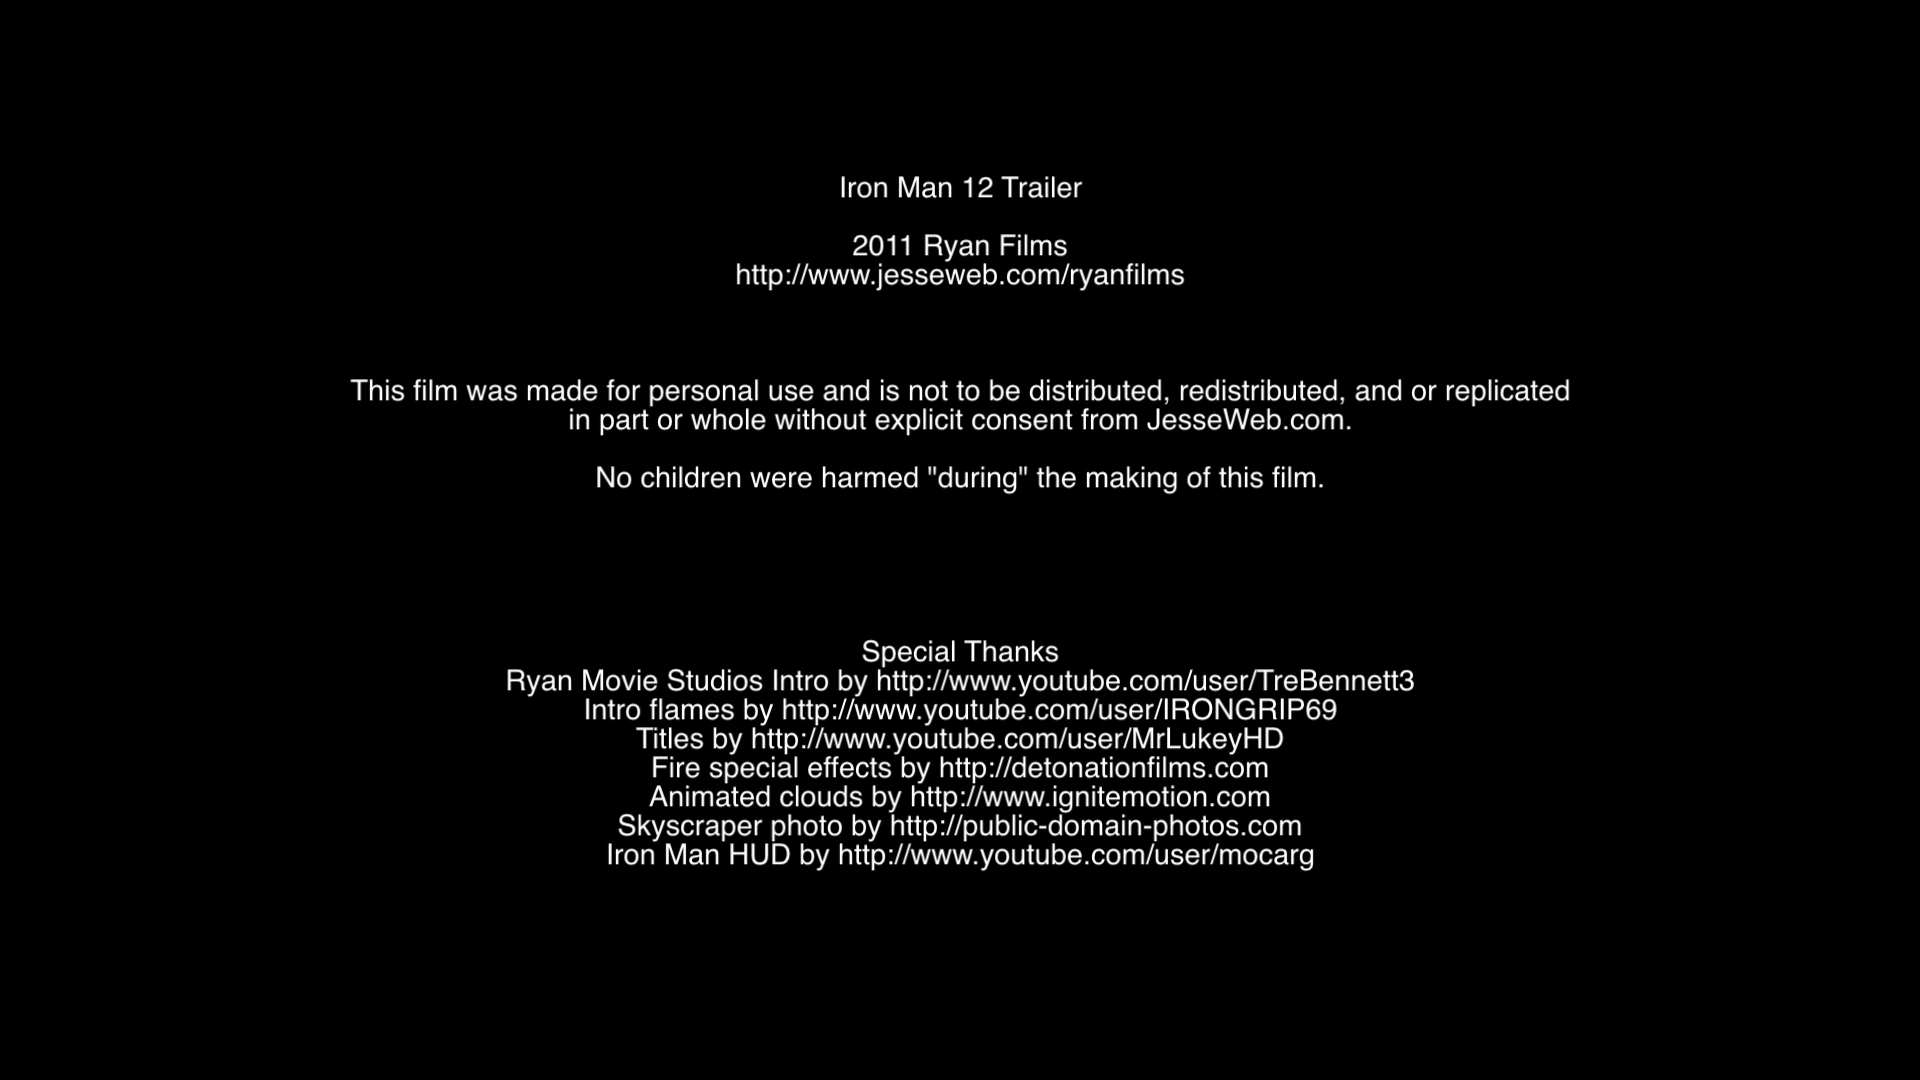 Iron Man 12 Trailer
2011 Ryan Films
http://www.jesseweb.com/ryanfilms
This film was made for personal use and is not to be distributed, redistributed, and or replicated
in part or whole without explicit consent from JesseWeb.com.
No children were harmed "during" the making of this film.
Special Thanks
Ryan Movie Studios Intro by http://www.youtube.com/user/TreBennett3
Intro flames by http://www.youtube.com/user/IRONGRIP69
Titles by http://www.youtube.com/user/MrLukeyHD
Fire special effects by http://detonationfilms.com
Animated clouds by http://www.ignitemotion.com
Skyscraper photo by http://public-domain-photos.com
Iron Man HUD by http://www.youtube.com/user/mocarg